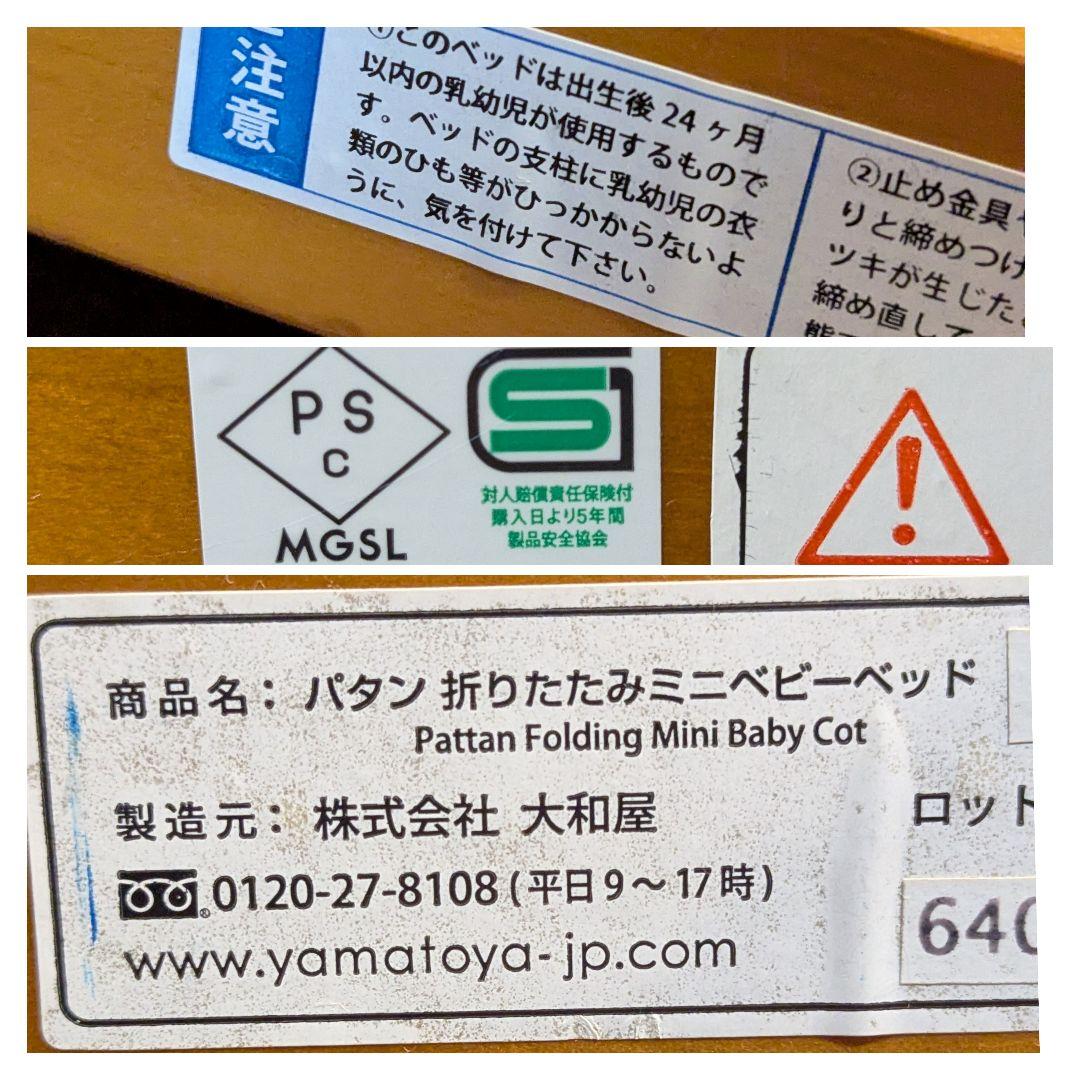 注意
①このベッドは出生後 24 ヶ月
以内の乳幼児が使用するもので
す。ベッドの支柱に乳幼児の衣
類のひも等がひっかからないよ
うに、気を付けて下さい。
②止め金具
りと締めつけ
ツキが生じた
締め直して
PS
C
MGSL
対人賠償責任保険付
購入日より5年間
製品安全協会
商品名：パタン 折りたたみミニベビーベッド
Pattan Folding Mini Baby Cot
製造元：株式会社 大和屋
0120-27-8108 (平日9～17時)
www.yamatoya-jp.com
ロット
640